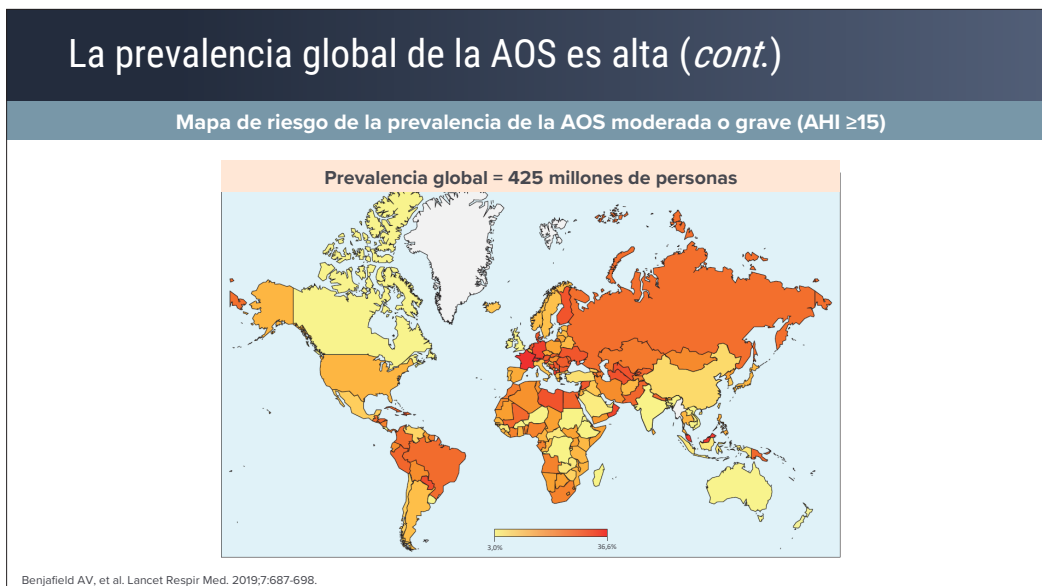 La prevalencia global de la AOS es alta (cont.)
Mapa de riesgo de la prevalencia de la AOS moderada o grave (AHI ≥15)
Prevalencia global = 425 millones de personas
3,0%
36,6%
Benjafield AV, et al. Lancet Respir Med. 2019;7:687-698.